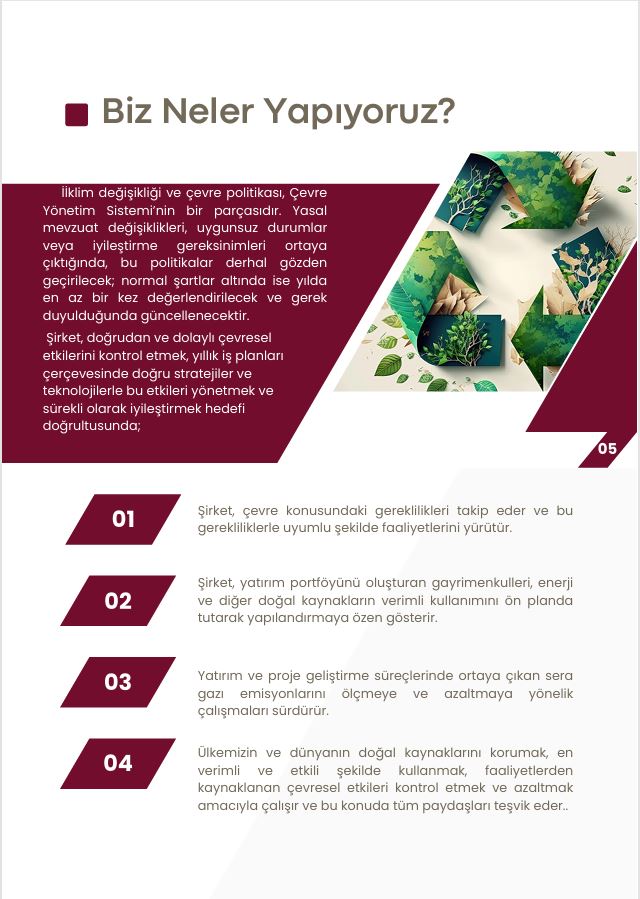 Biz Neler Yapıyoruz?
İiklim değişikliği ve çevre politikası, Çevre
Yönetim Sistemi'nin bir parçasıdır. Yasal
mevzuat değişiklikleri, uygunsuz durumlar
veya iyileştirme gereksinimleri ortaya
çıktığında, bu politikalar derhal gözden
geçirilecek; normal şartlar altında ise yılda
en az bir kez değerlendirilecek ve gerek
duyulduğunda güncellenecektir.
Şirket, doğrudan ve dolaylı çevresel
etkilerini kontrol etmek, yıllık iş planları
çerçevesinde doğru stratejiler ve
teknolojilerle bu etkileri yönetmek ve
sürekli olarak iyileştirmek hedefi
doğrultusunda;
05
01
Şirket, çevre konusundaki gereklilikleri takip eder ve bu
gerekliliklerle uyumlu şekilde faaliyetlerini yürütür.
02
Şirket, yatırım portföyünü oluşturan gayrimenkulleri, enerji
ve diğer doğal kaynakların verimli kullanımını ön planda
tutarak yapılandırmaya özen gösterir.
03
Yatırım ve proje geliştirme süreçlerinde ortaya çıkan sera
gazı emisyonlarını ölçmeye ve azaltmaya yönelik
çalışmaları sürdürür.
04
Ülkemizin ve dünyanın doğal kaynaklarını korumak, en
verimli ve etkili şekilde kullanmak, faaliyetlerden
kaynaklanan çevresel etkileri kontrol etmek ve azaltmak
amacıyla çalışır ve bu konuda tüm paydaşları teşvik eder..